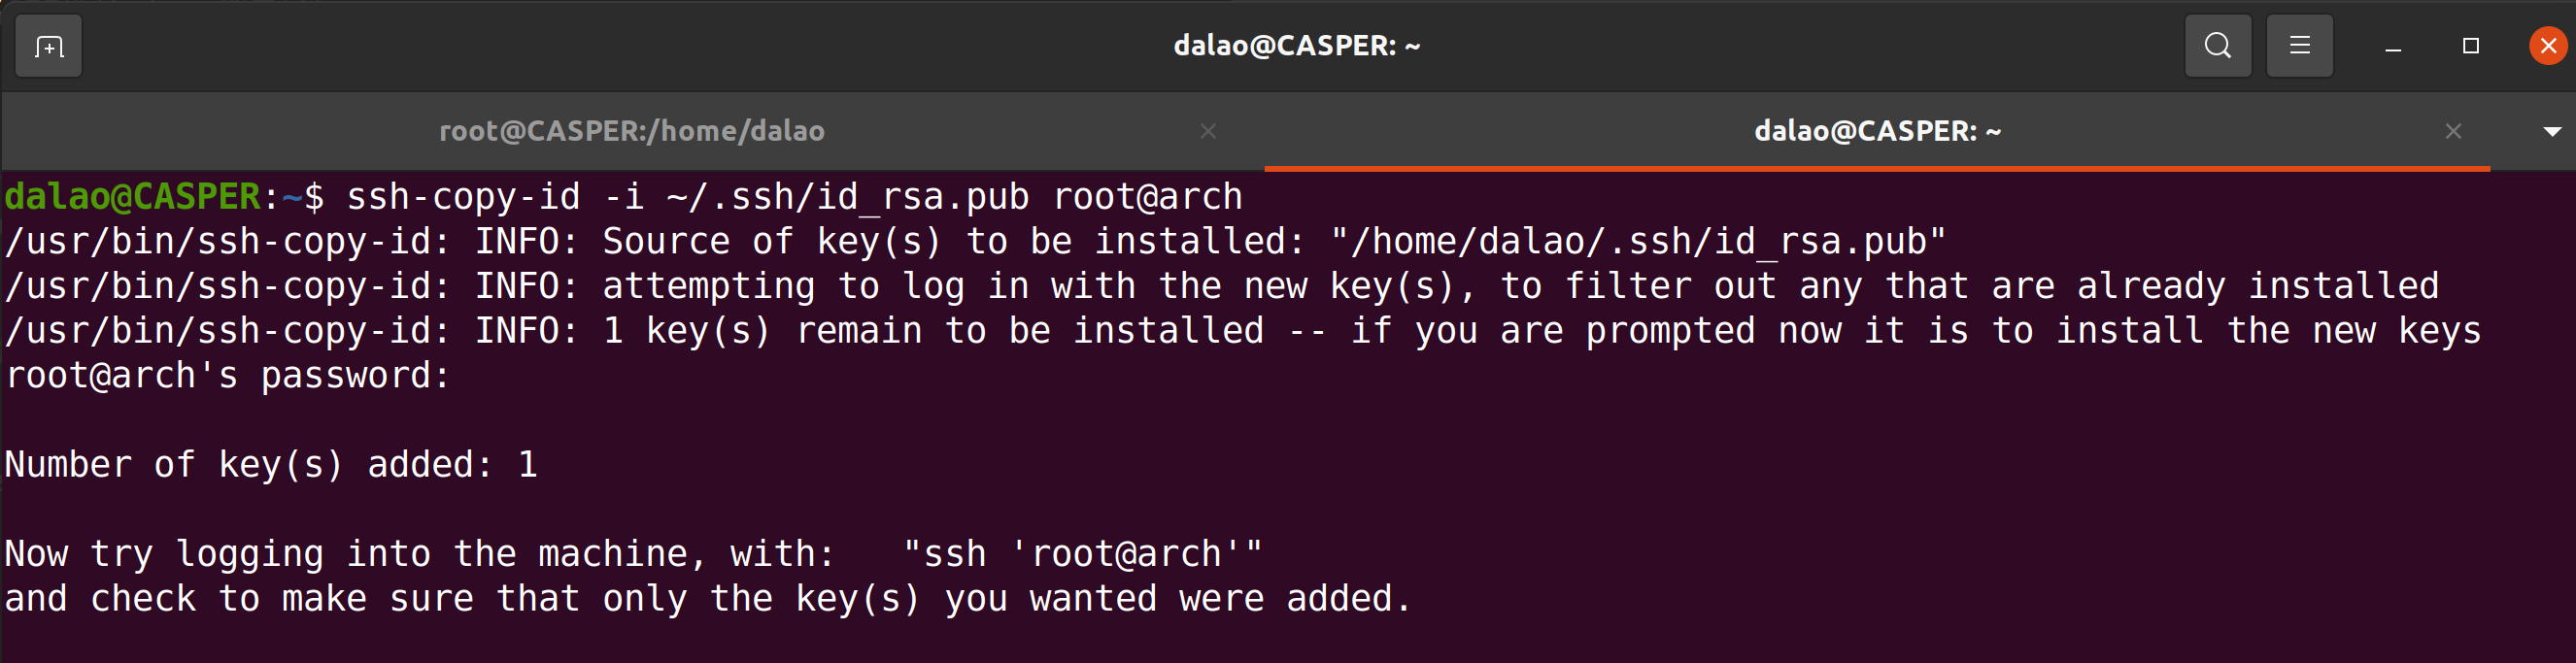 dalao@CASPER: ~
root@CASPER:/home/dalao
dalao@CASPER: ~
dalao@CASPER:~$ ssh-copy-id -i ~/.ssh/id_rsa.pub root@arch
/usr/bin/ssh-copy-id: INFO: Source of key(s) to be installed: "/home/dalao/.ssh/id_rsa.pub"
/usr/bin/ssh-copy-id: INFO: attempting to log in with the new key(s), to filter out any that are already installed
/usr/bin/ssh-copy-id: INFO: 1 key(s) remain to be installed -- if you are prompted now it is to install the new keys
root@arch's password:
Number of key(s) added: 1
Now try logging into the machine, with:   "ssh 'root@arch'"
and check to make sure that only the key(s) you wanted were added.